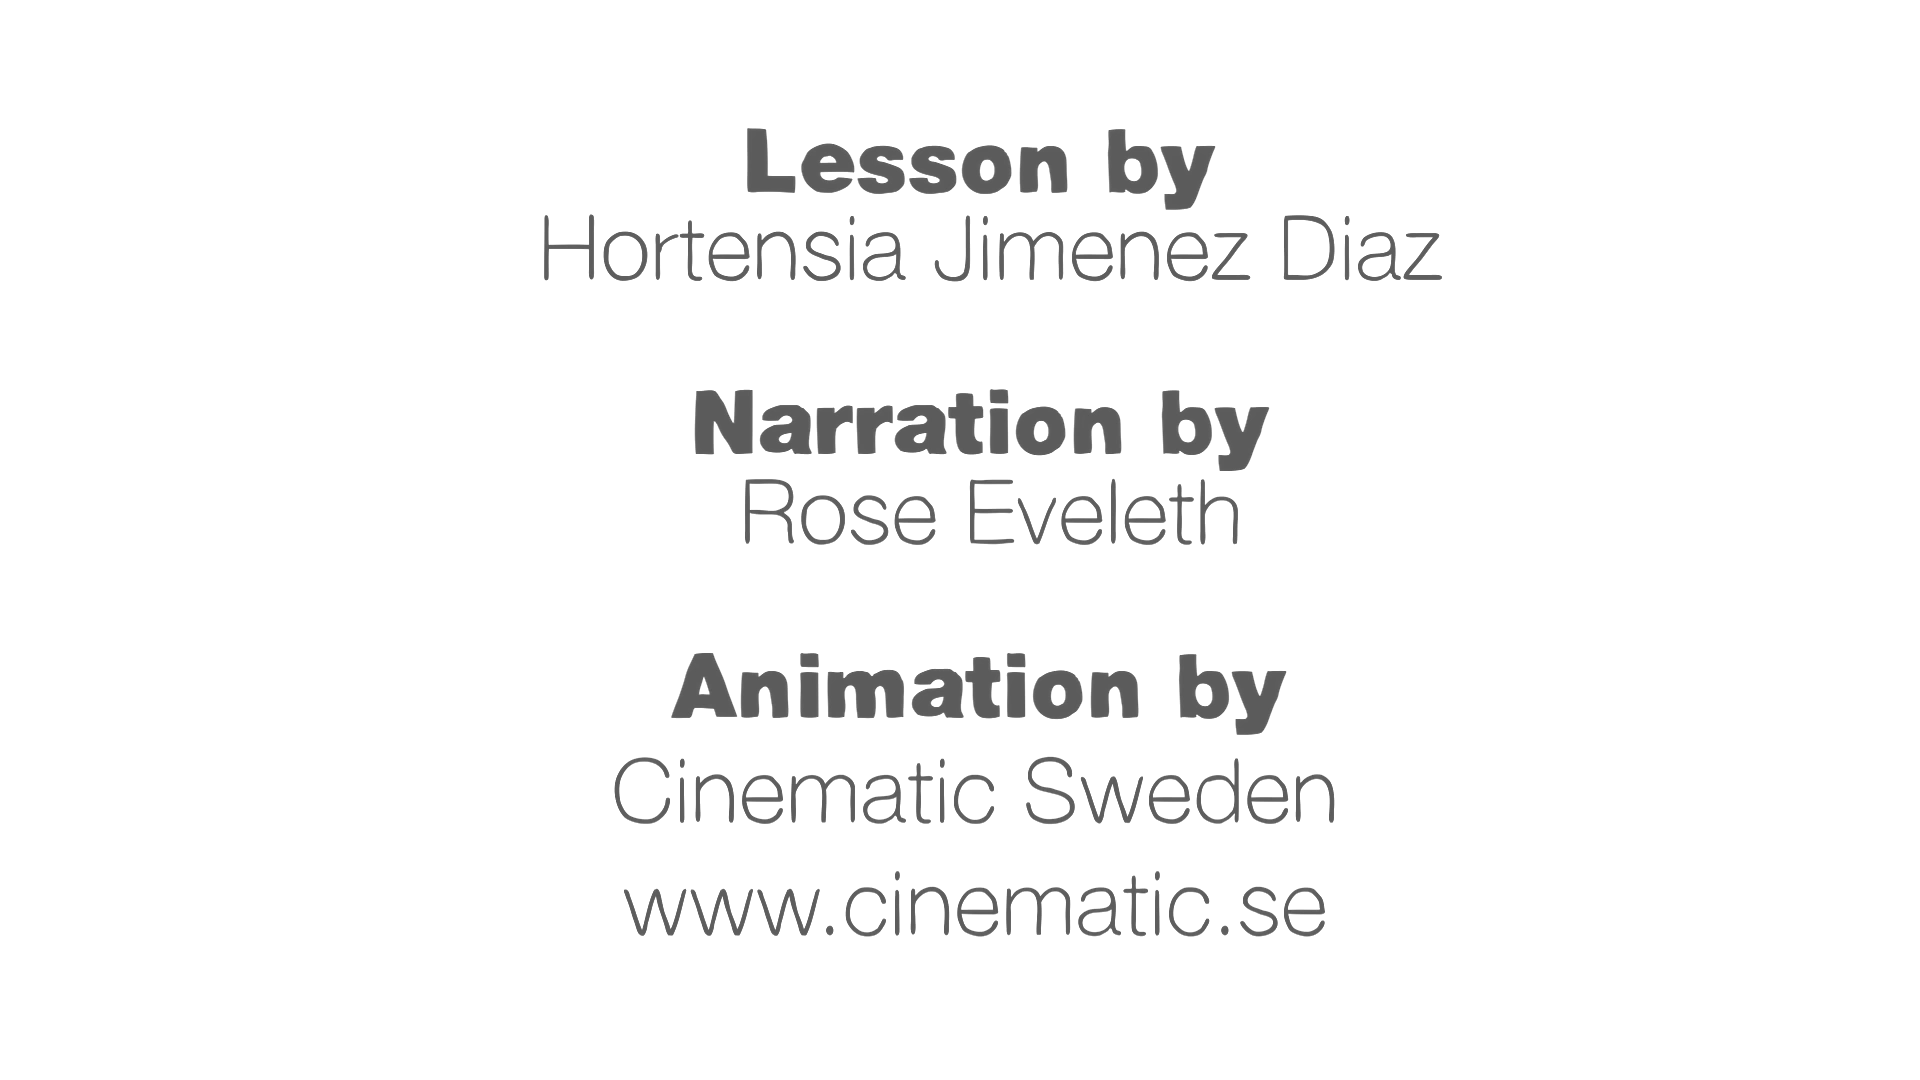 Lesson by
Hortensia Jimenez Diaz
Narration by
Rose Eveleth
Animation by
Cinematic Sweden
www.cinematic.se